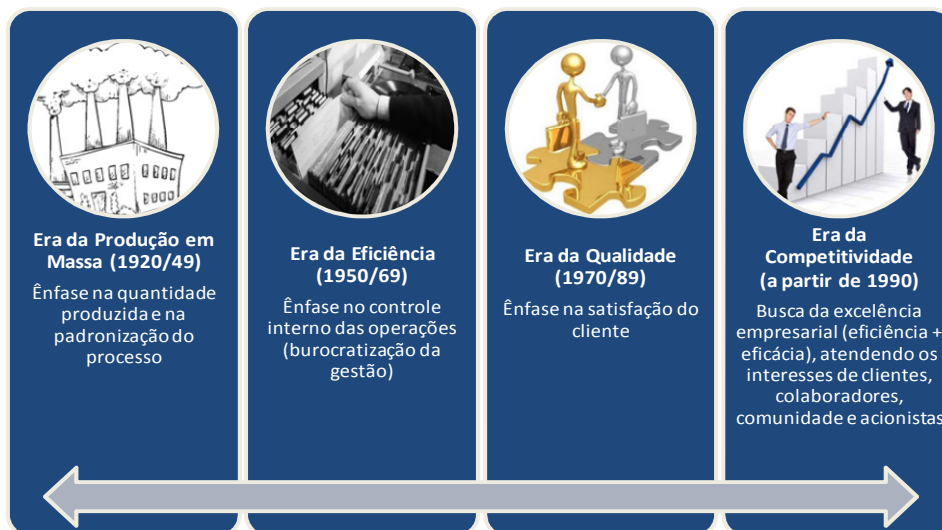 Era da Produção em
Massa (1920/49)
Ênfase na quantidade
produzida e na
padronização do
processo
Era da Eficiência
(1950/69)
Ênfase no controle
interno das operações
(burocratização da
gestão)
Era da Qualidade
(1970/89)
Ênfase na satisfação do
cliente
Era da
Competitividade
(a partir de 1990)
Busca da excelência
empresarial (eficiência +
eficácia), atendendo os
interesses de clientes,
colaboradores,
comunidade e acionistas